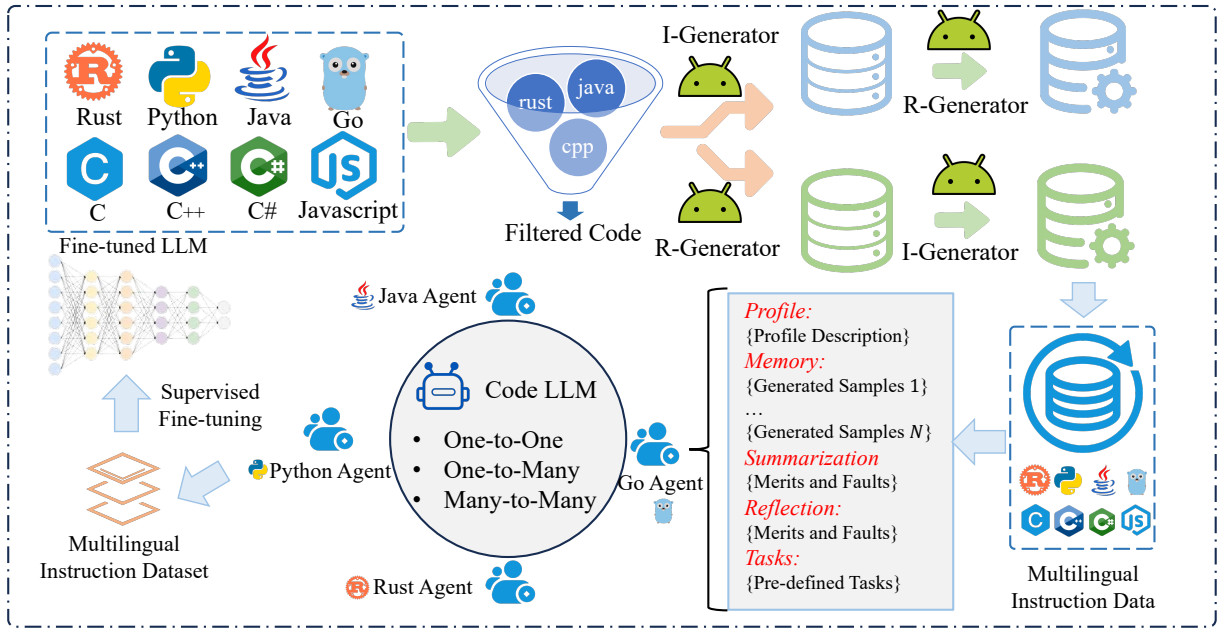 Rust
Python
Java
Go
C
C
C++
C#
JS
C
C++
C#
Javascript
Fine-tuned LLM
rust
java
cpp
Filtered Code
I-Generator
R-Generator
R-Generator
I-Generator
Java Agent
Code LLM
• One-to-One
• One-to-Many
• Many-to-Many
Python Agent
Go Agent
Rust Agent
Supervised
Fine-tuning
Multilingual
Instruction Dataset
Profile:
{Profile Description}
Memory:
{Generated Samples 1}
…
{Generated Samples N}
Summarization
{Merits and Faults}
Reflection:
{Merits and Faults}
Tasks:
{Pre-defined Tasks}
R
C
C++
C#
JS
Multilingual
Instruction Data